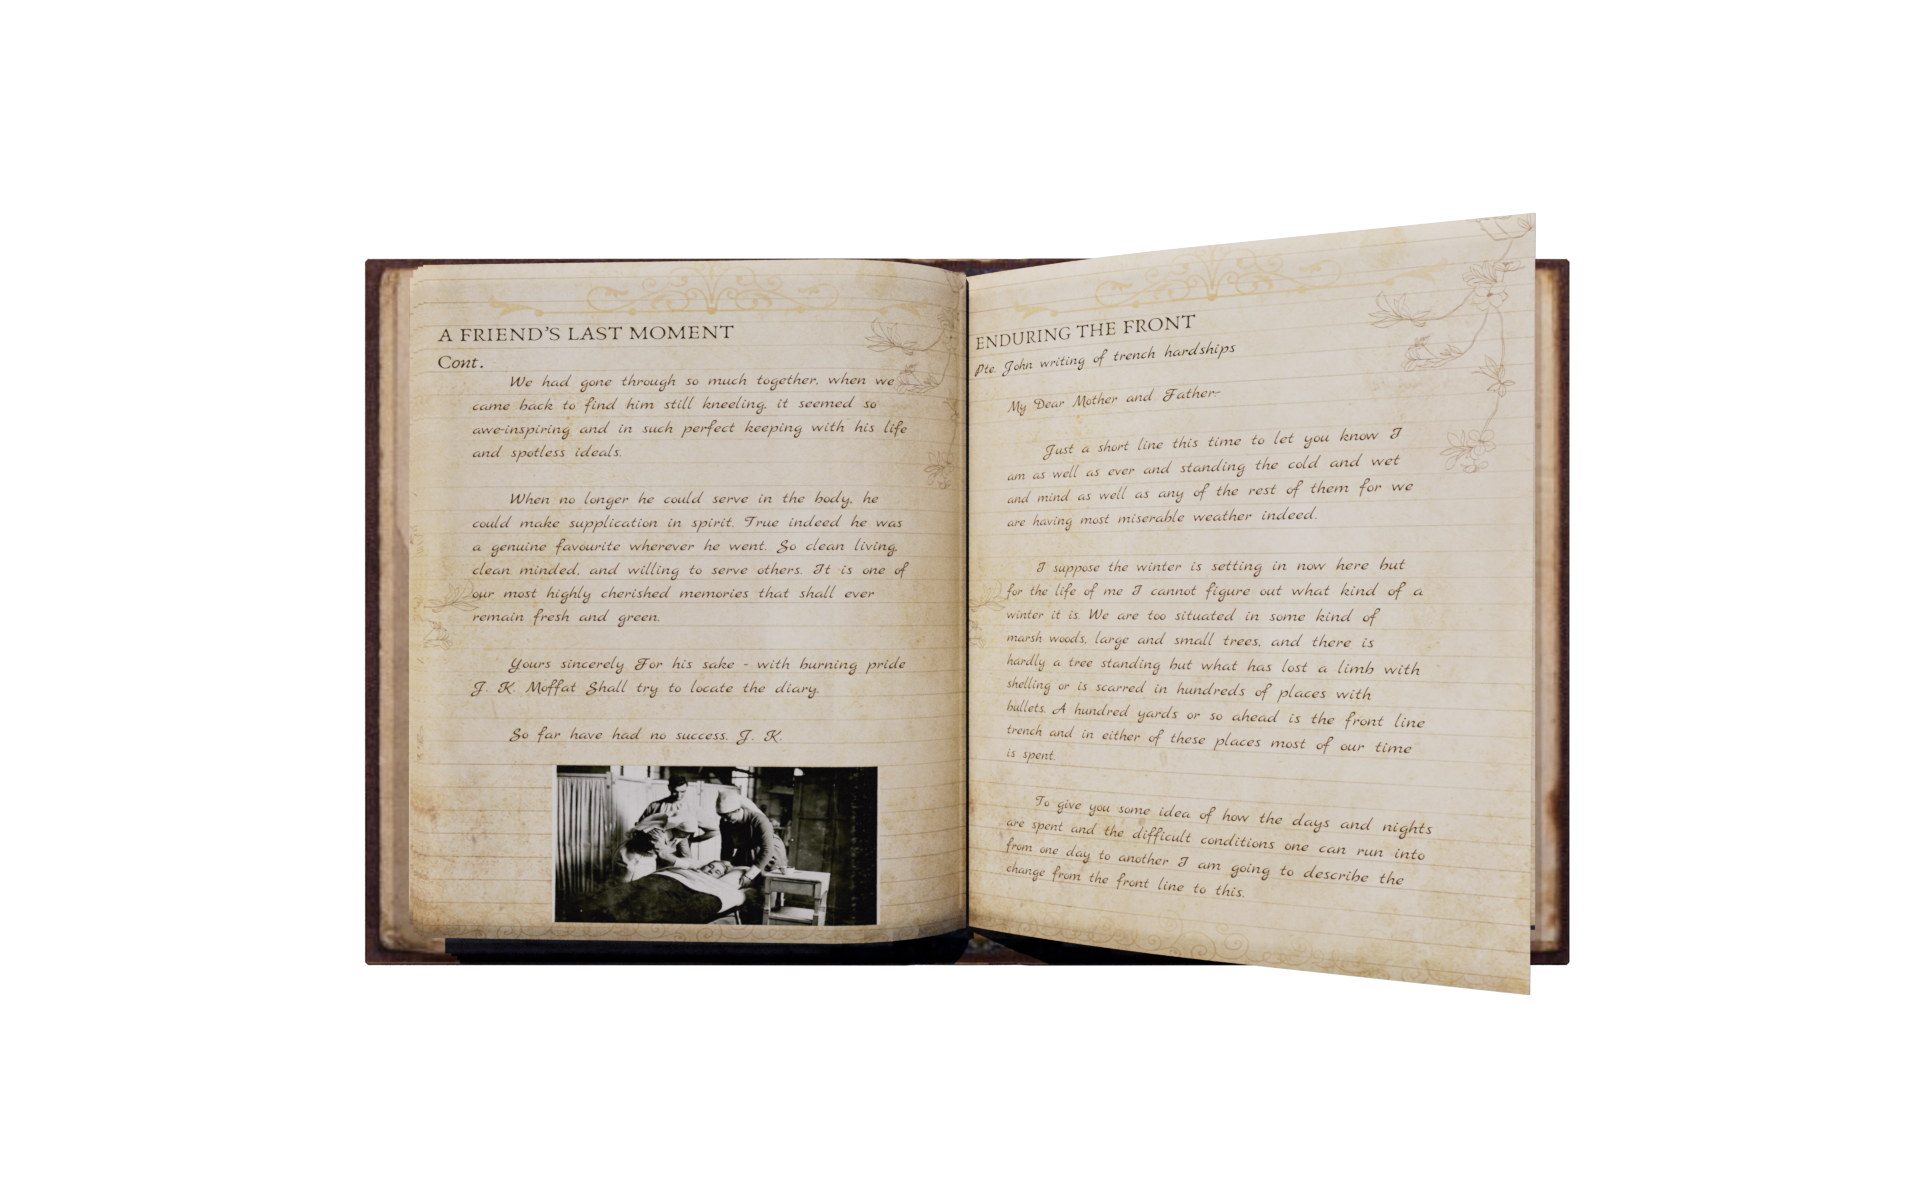 A FRIEND'S LAST MOMENT
Cont.
We had gone through so much together, when we
came back to find him still kneeling, it seemed so
awe-inspiring and in such perfect keeping with his life
and spotless ideals.
When no longer he could serve in the body, he
could make supplication in spirit. True indeed he was
a genuine favourite wherever he went. So clean living,
clean minded, and willing to serve others. It is one of
our most highly cherished memories that shall ever
remain fresh and green.
Yours sincerely For his sake - with burning pride
J. K. Moffat Shall try to locate the diary.
So far have had no success. J. K.
ENDURING THE FRONT
Pte. John writing of trench hardships
My Dear Mother and Father:-
Just a short line this time to let you know I
am as well as ever and standing the cold and wet
and mind as well as any of the rest of them for we
are having most miserable weather indeed.
I suppose the winter is setting in now here but
for the life of me I cannot figure out what kind of a
winter it is. We are too situated in some kind of
marsh woods, large and small trees, and there is
hardly a tree standing but what has lost a limb with
shelling or is scarred in hundreds of places with
bullets. A hundred yards or so ahead is the front line
trench and in either of these places most of our time
is spent.
To give you some idea of how the days and nights
are spent and the difficult conditions one can run into
from one day to another I am going to describe the
change from the front line to this.